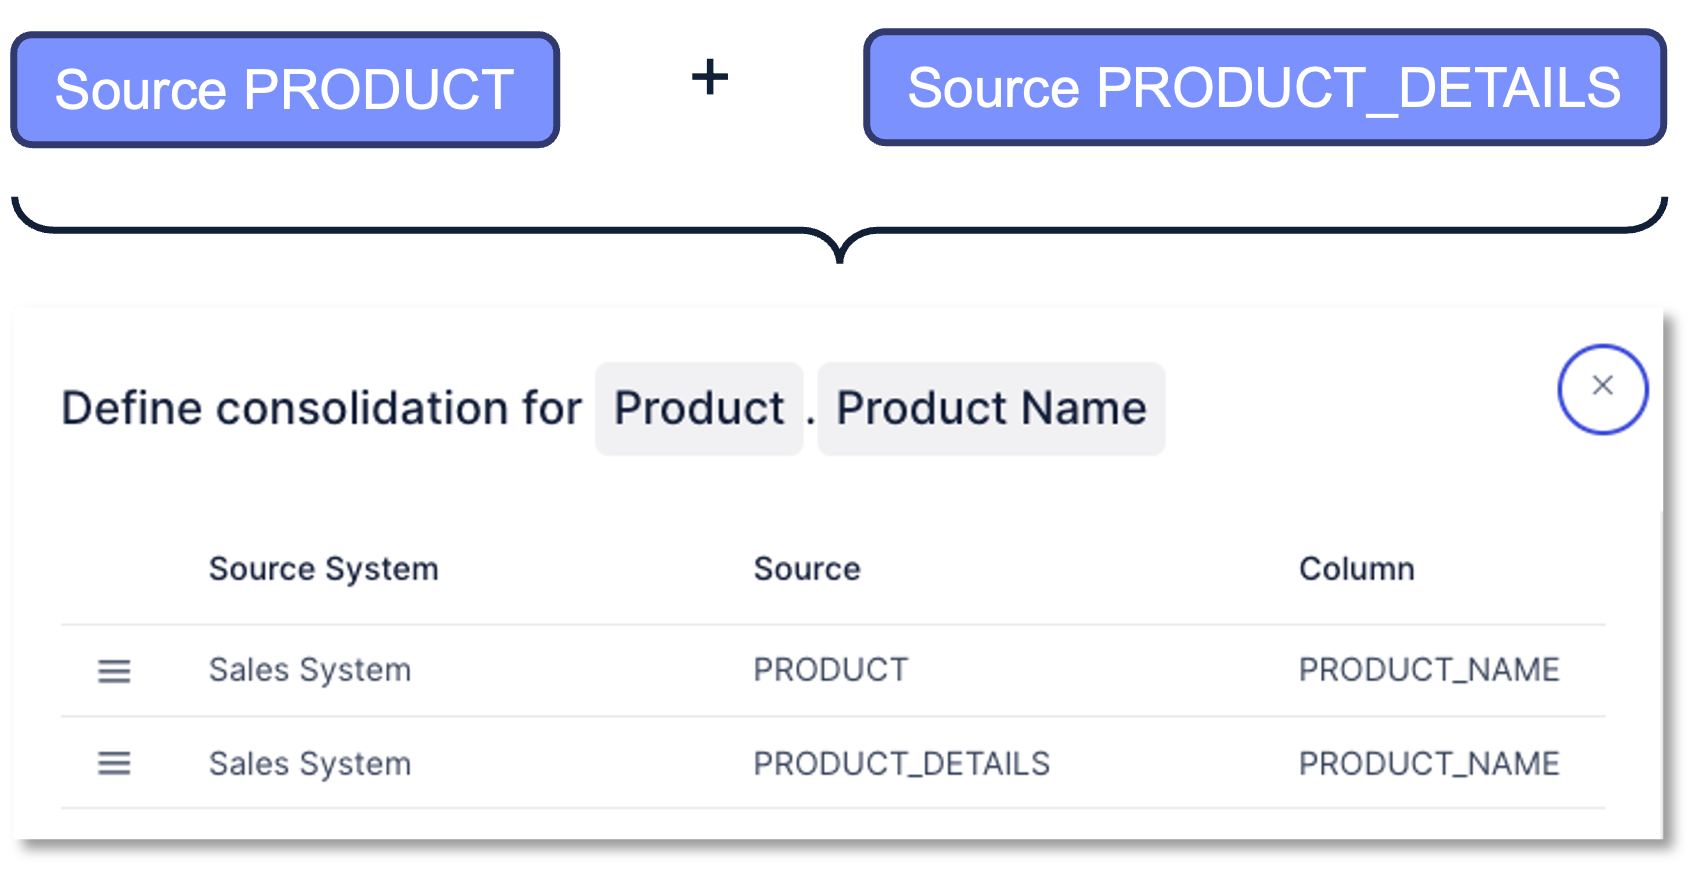 Source PRODUCT + Source PRODUCT_DETAILS
Define consolidation for Product . Product Name
Source System Source Column
Sales System PRODUCT PRODUCT_NAME
Sales System PRODUCT_DETAILS PRODUCT_NAME